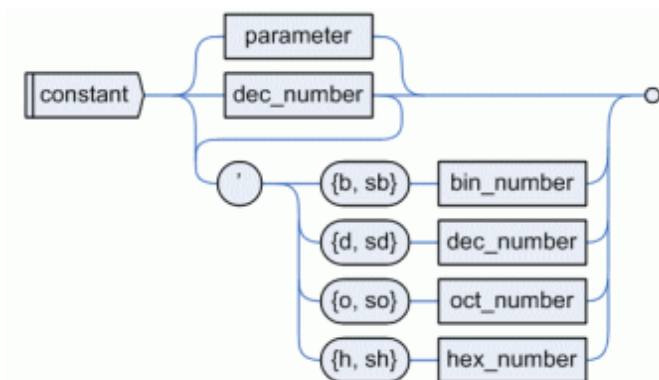 parameter
constant
dec_number
'
{b, sb}
bin_number
{d, sd}
dec_number
{o, so}
oct_number
{h, sh}
hex_number